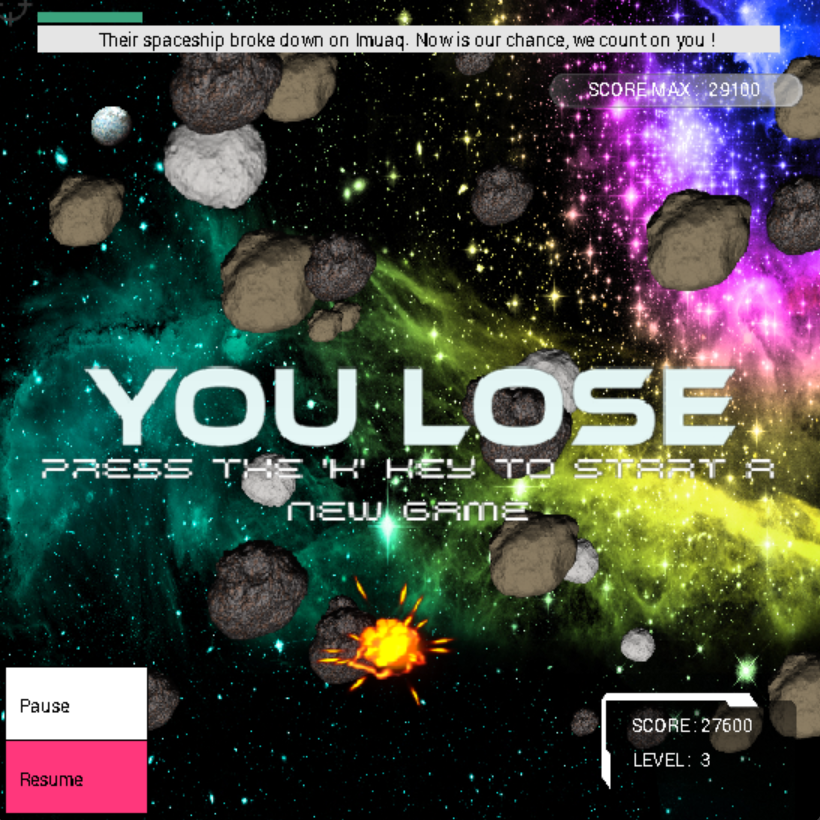 Their spaceship broke down on Imuaq. Now is our chance, we count on you !
SCORE MAX : 29100
YOU LOSE
PRESS THE 'K' KEY TO START A
NEW GAME
Pause
Resume
SCORE : 27600
LEVEL : 3